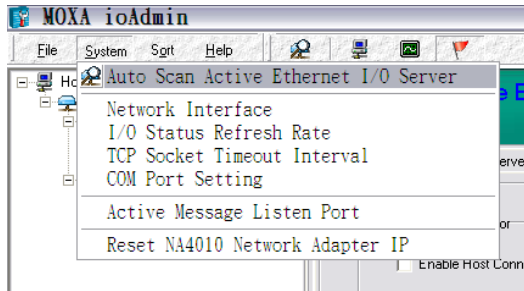 MOXA ioAdmin
File System Sort Help
Auto Scan Active Ethernet I/O Server
Network Interface
I/O Status Refresh Rate
TCP Socket Timeout Interval
COM Port Setting
Active Message Listen Port
Reset NA4010 Network Adapter IP
Enable Host Conn